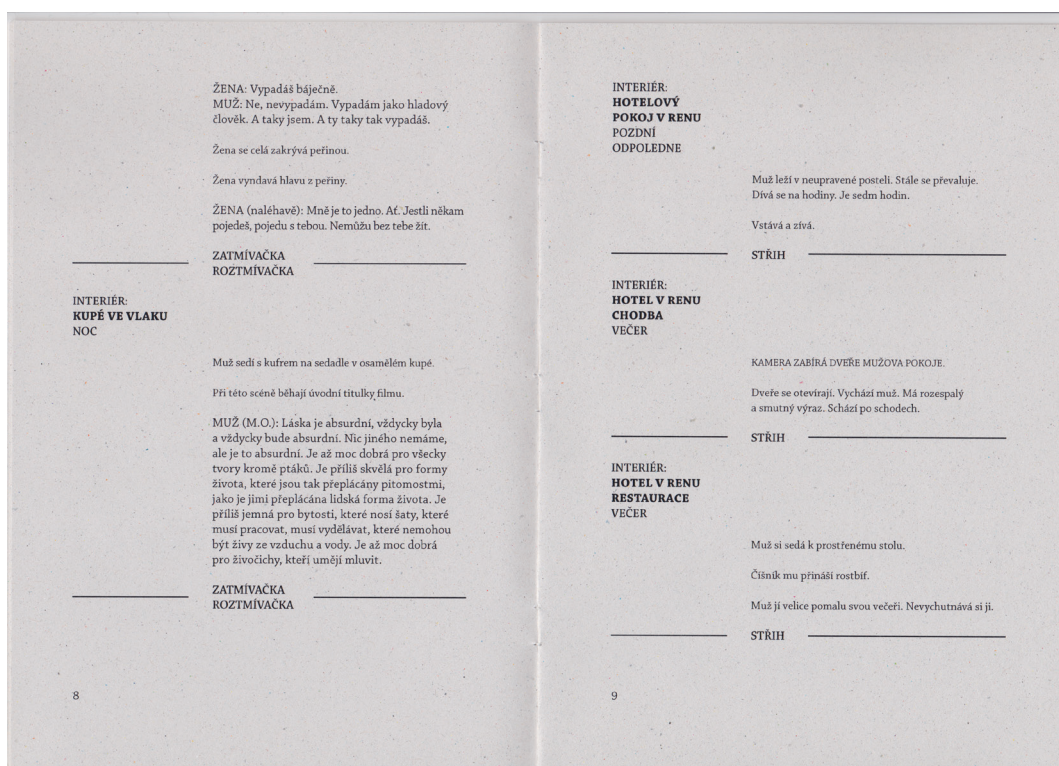 ŽENA: Vypadáš báječně.
MUŽ: Ne, nevypadám. Vypadám jako hladový
člověk. A taky jsem. A ty taky tak vypadáš.
Žena se celá zakrývá peřinou.
Žena vyndavá hlavu z peřiny.
ŽENA (naléhavě): Mně je to jedno. Ať. Jestli někam
pojedeš, pojedu s tebou. Nemůžu bez tebe žít.
ZATMÍVAČKA
ROZTMÍVAČKA
INTERIÉR:
KUPÉ VE VLAKU
NOC
Muž sedí s kufrem na sedadle v osamělém kupé.
Při této scéně běhají úvodní titulky filmu.
MUŽ (M.O.): Láska je absurdní, vždycky byla
a vždycky bude absurdní. Nic jiného nemáme,
ale je to absurdní. Je až moc dobrá pro všecky
tvory kromě ptáků. Je příliš skvělá pro formy
života, které jsou tak přeplácány pitomostmi,
jako je jimi přeplácána lidská forma života. Je
příliš jemná pro bytosti, které nosí šaty, které
musí pracovat, musí vydělávat, které nemohou
být živy ze vzduchu a vody. Je až moc dobrá
pro živočichy, kteří umějí mluvit.
ZATMÍVAČKA
ROZTMÍVAČKA
8
INTERIÉR:
HOTELOVÝ
POKOJ V RENU
POZDNÍ
ODPOLEDNE
Muž leží v neupravené posteli. Stále se převaluje.
Dívá se na hodiny. Je sedm hodin.
Vstává a zívá.
STŘIH
INTERIÉR:
HOTEL V RENU
CHODBA
VEČER
KAMERA ZABÍRÁ DVEŘE MUŽOVA POKOJE.
Dveře se otevírají. Vychází muž. Má rozespalý
a smutný výraz. Schází po schodech.
STŘIH
INTERIÉR:
HOTEL V RENU
RESTAURACE
VEČER
Muž si sedá k prostřenému stolu.
Číšník mu přináší rostbíf.
Muž jí velice pomalu svou večeři. Nevychutnává si ji.
STŘIH
9